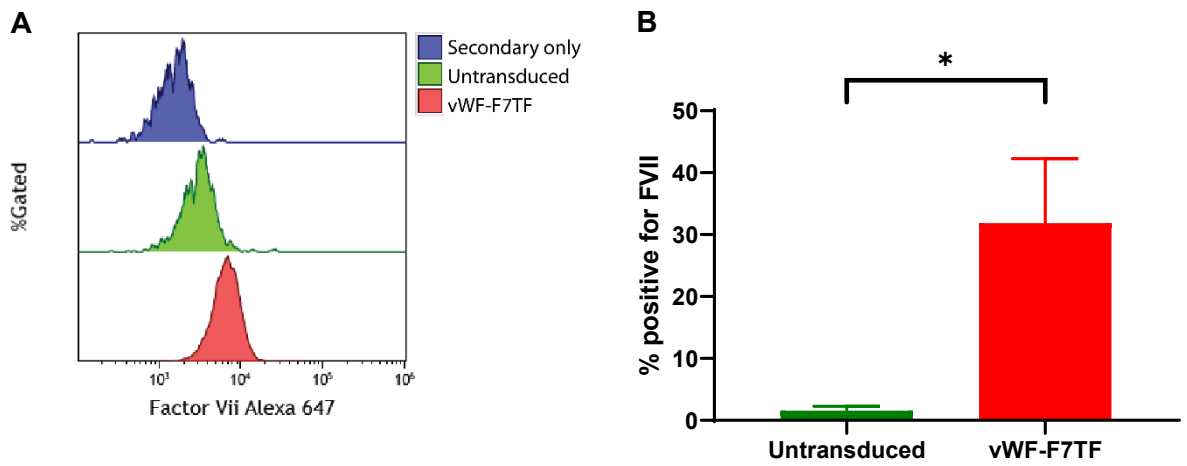 A
Secondary only
Untransduced
vWF-F7TF
%Gated
10³ 10⁴ 10⁵ 10⁶
Factor Vii Alexa 647
B
*
50
40
30
20
10
0
% positive for FVII
Untransduced vWF-F7TF